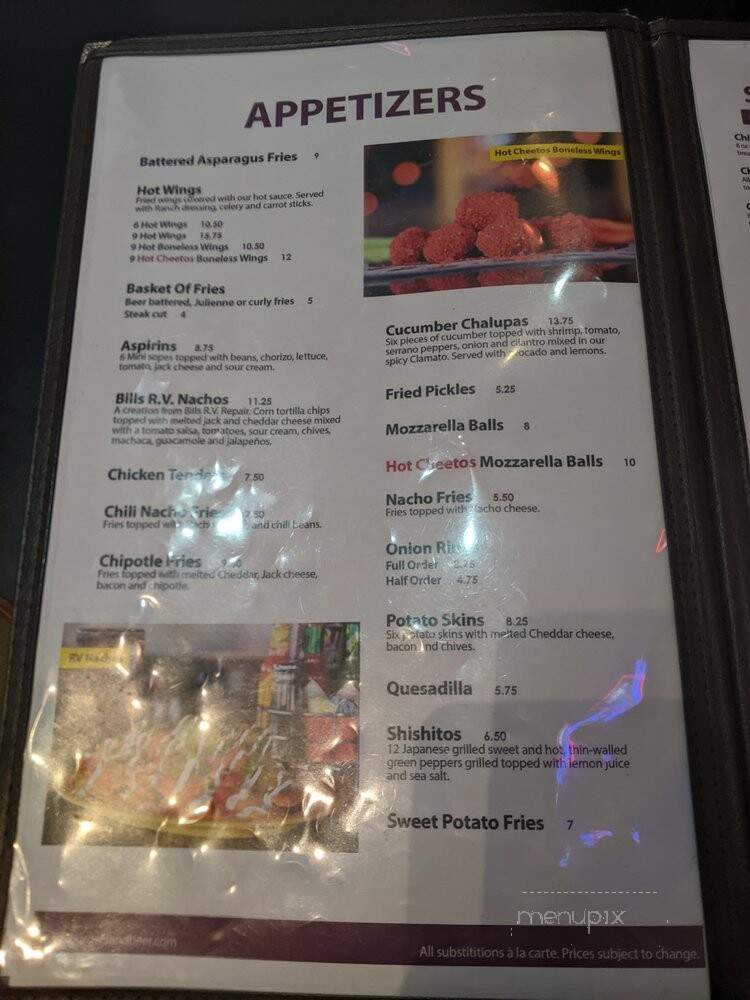 APPETIZERS
Battered Asparagus Fries 9
Hot Wings
Fried wings covered with our hot sauce. Served
with Ranch dressing, celery and carrot sticks.
6 Hot Wings 10.50
9 Hot Wings 15.75
9 Hot Boneless Wings 10.50
9 Hot Cheetos Boneless Wings 12
Basket Of Fries
Beer battered, Julienne or curly fries 5
Steak cut 4
Aspirins 8.75
6 Mini sopes topped with beans, chorizo, lettuce,
tomato, jack cheese and sour cream.
Bills R.V. Nachos 11.25
A creation from Bills R.V. Repair. Corn tortilla chips
topped with melted jack and cheddar cheese mixed
with a tomato salsa, tomatoes, sour cream, chives,
machaca, guacamole and jalapeños.
Chicken Tenders 7.50
Chili Nacho Fries 7.50
Fries topped with nacho and chili beans.
Chipotle Fries
Fries topped with melted Cheddar, Jack cheese,
bacon and chipotle.
RV Nachos
Hot Cheetos Boneless Wings
Cucumber Chalupas 13.75
Six pieces of cucumber topped with shrimp, tomato,
serrano peppers, onion and cilantro mixed in our
spicy Clamato. Served with avocado and lemons.
Fried Pickles 5.25
Mozzarella Balls 8
Hot Cheetos Mozzarella Balls 10
Nacho Fries 5.50
Fries topped with nacho cheese.
Onion Rings
Full Order
Half Order 4.75
Potato Skins 8.25
Six potato skins with melted Cheddar cheese,
bacon and chives.
Quesadilla 5.75
Shishitos 6.50
12 Japanese grilled sweet and hot, thin-walled
green peppers grilled topped with lemon juice
and sea salt.
Sweet Potato Fries 7
menupix
All substititions à la carte. Prices subject to change.